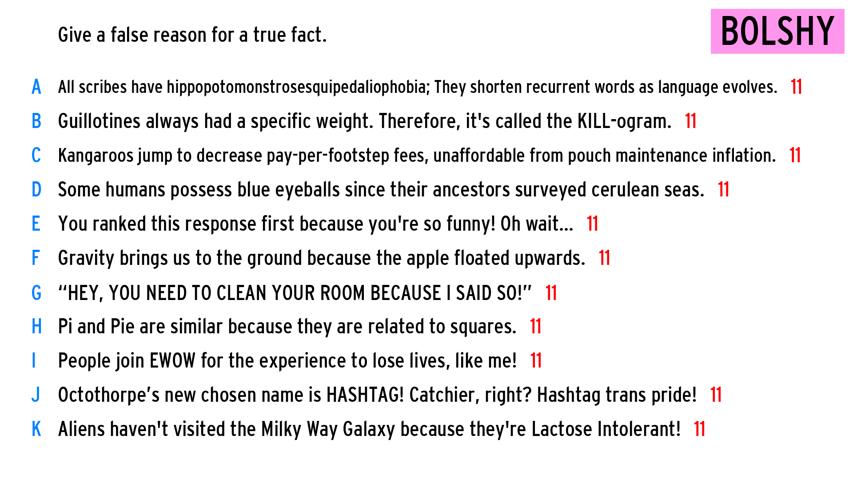 Give a false reason for a true fact.
BOLSHY
A All scribes have hippopotomonstrosesquipedaliophobia; They shorten recurrent words as language evolves. 11
B Guillotines always had a specific weight. Therefore, it's called the KILL-ogram. 11
C Kangaroos jump to decrease pay-per-footstep fees, unaffordable from pouch maintenance inflation. 11
D Some humans possess blue eyeballs since their ancestors surveyed cerulean seas. 11
E You ranked this response first because you're so funny! Oh wait... 11
F Gravity brings us to the ground because the apple floated upwards. 11
G “HEY, YOU NEED TO CLEAN YOUR ROOM BECAUSE I SAID SO!” 11
H Pi and Pie are similar because they are related to squares. 11
I People join EWOW for the experience to lose lives, like me! 11
J Octothorpe’s new chosen name is HASHTAG! Catchier, right? Hashtag trans pride! 11
K Aliens haven't visited the Milky Way Galaxy because they're Lactose Intolerant! 11